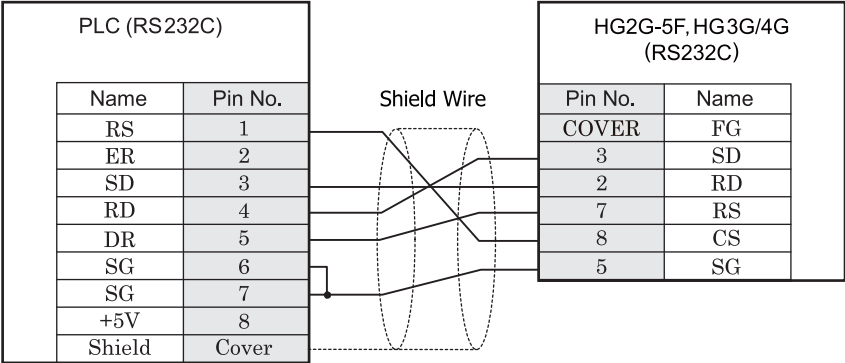 PLC (RS232C)
HG2G-5F, HG3G/4G
(RS232C)
Name Pin No. Shield Wire Pin No. Name
RS 1 COVER FG
ER 2 3 SD
SD 3 2 RD
RD 4 7 RS
DR 5 8 CS
SG 6 5 SG
SG 7
+5V 8
Shield Cover